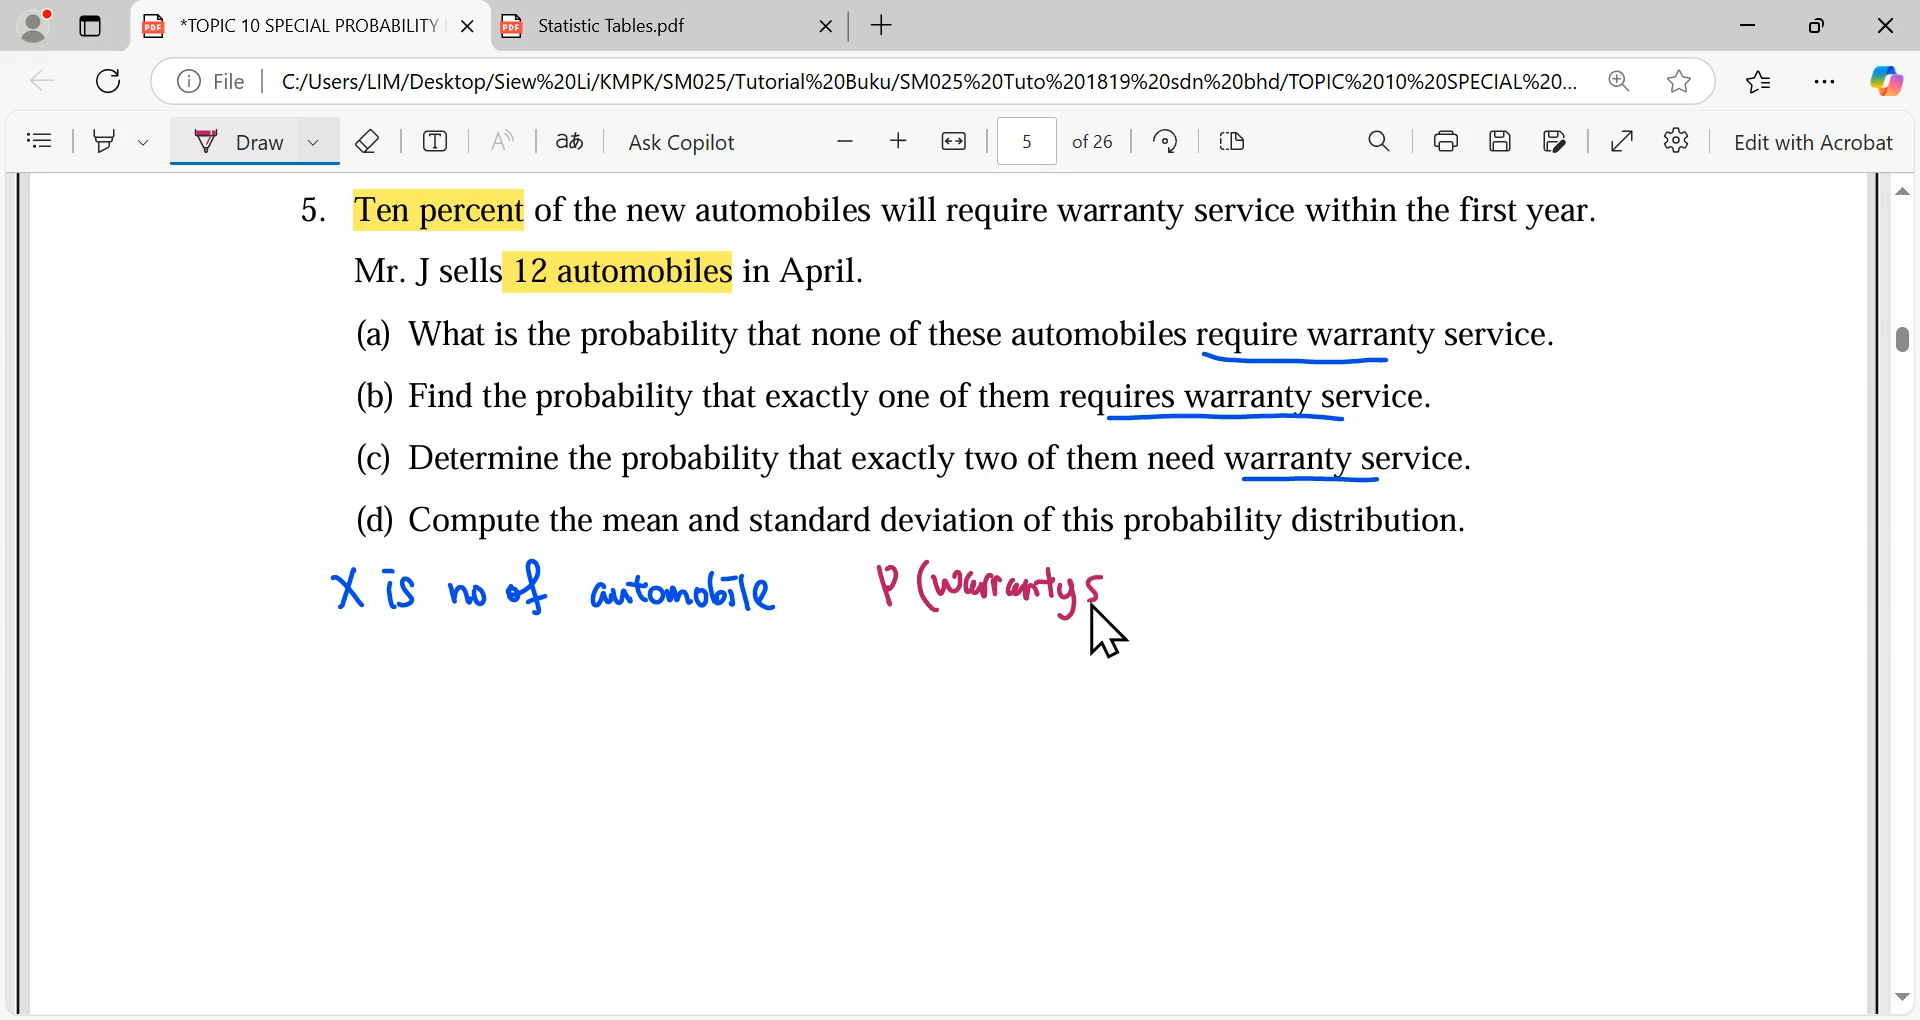 *TOPIC 10 SPECIAL PROBABILITY
Statistic Tables.pdf
File
C:/Users/LIM/Desktop/Siew%20Li/KMPK/SM025/Tutorial%20Buku/SM025%20Tuto%201819%20sdn%20bhd/TOPIC%2010%20SPECIAL%20...
Draw
Ask Copilot
5 of 26
Edit with Acrobat
5. Ten percent of the new automobiles will require warranty service within the first year.
Mr. J sells 12 automobiles in April.
(a) What is the probability that none of these automobiles require warranty service.
(b) Find the probability that exactly one of them requires warranty service.
(c) Determine the probability that exactly two of them need warranty service.
(d) Compute the mean and standard deviation of this probability distribution.
X is no of automobile P (warranty s